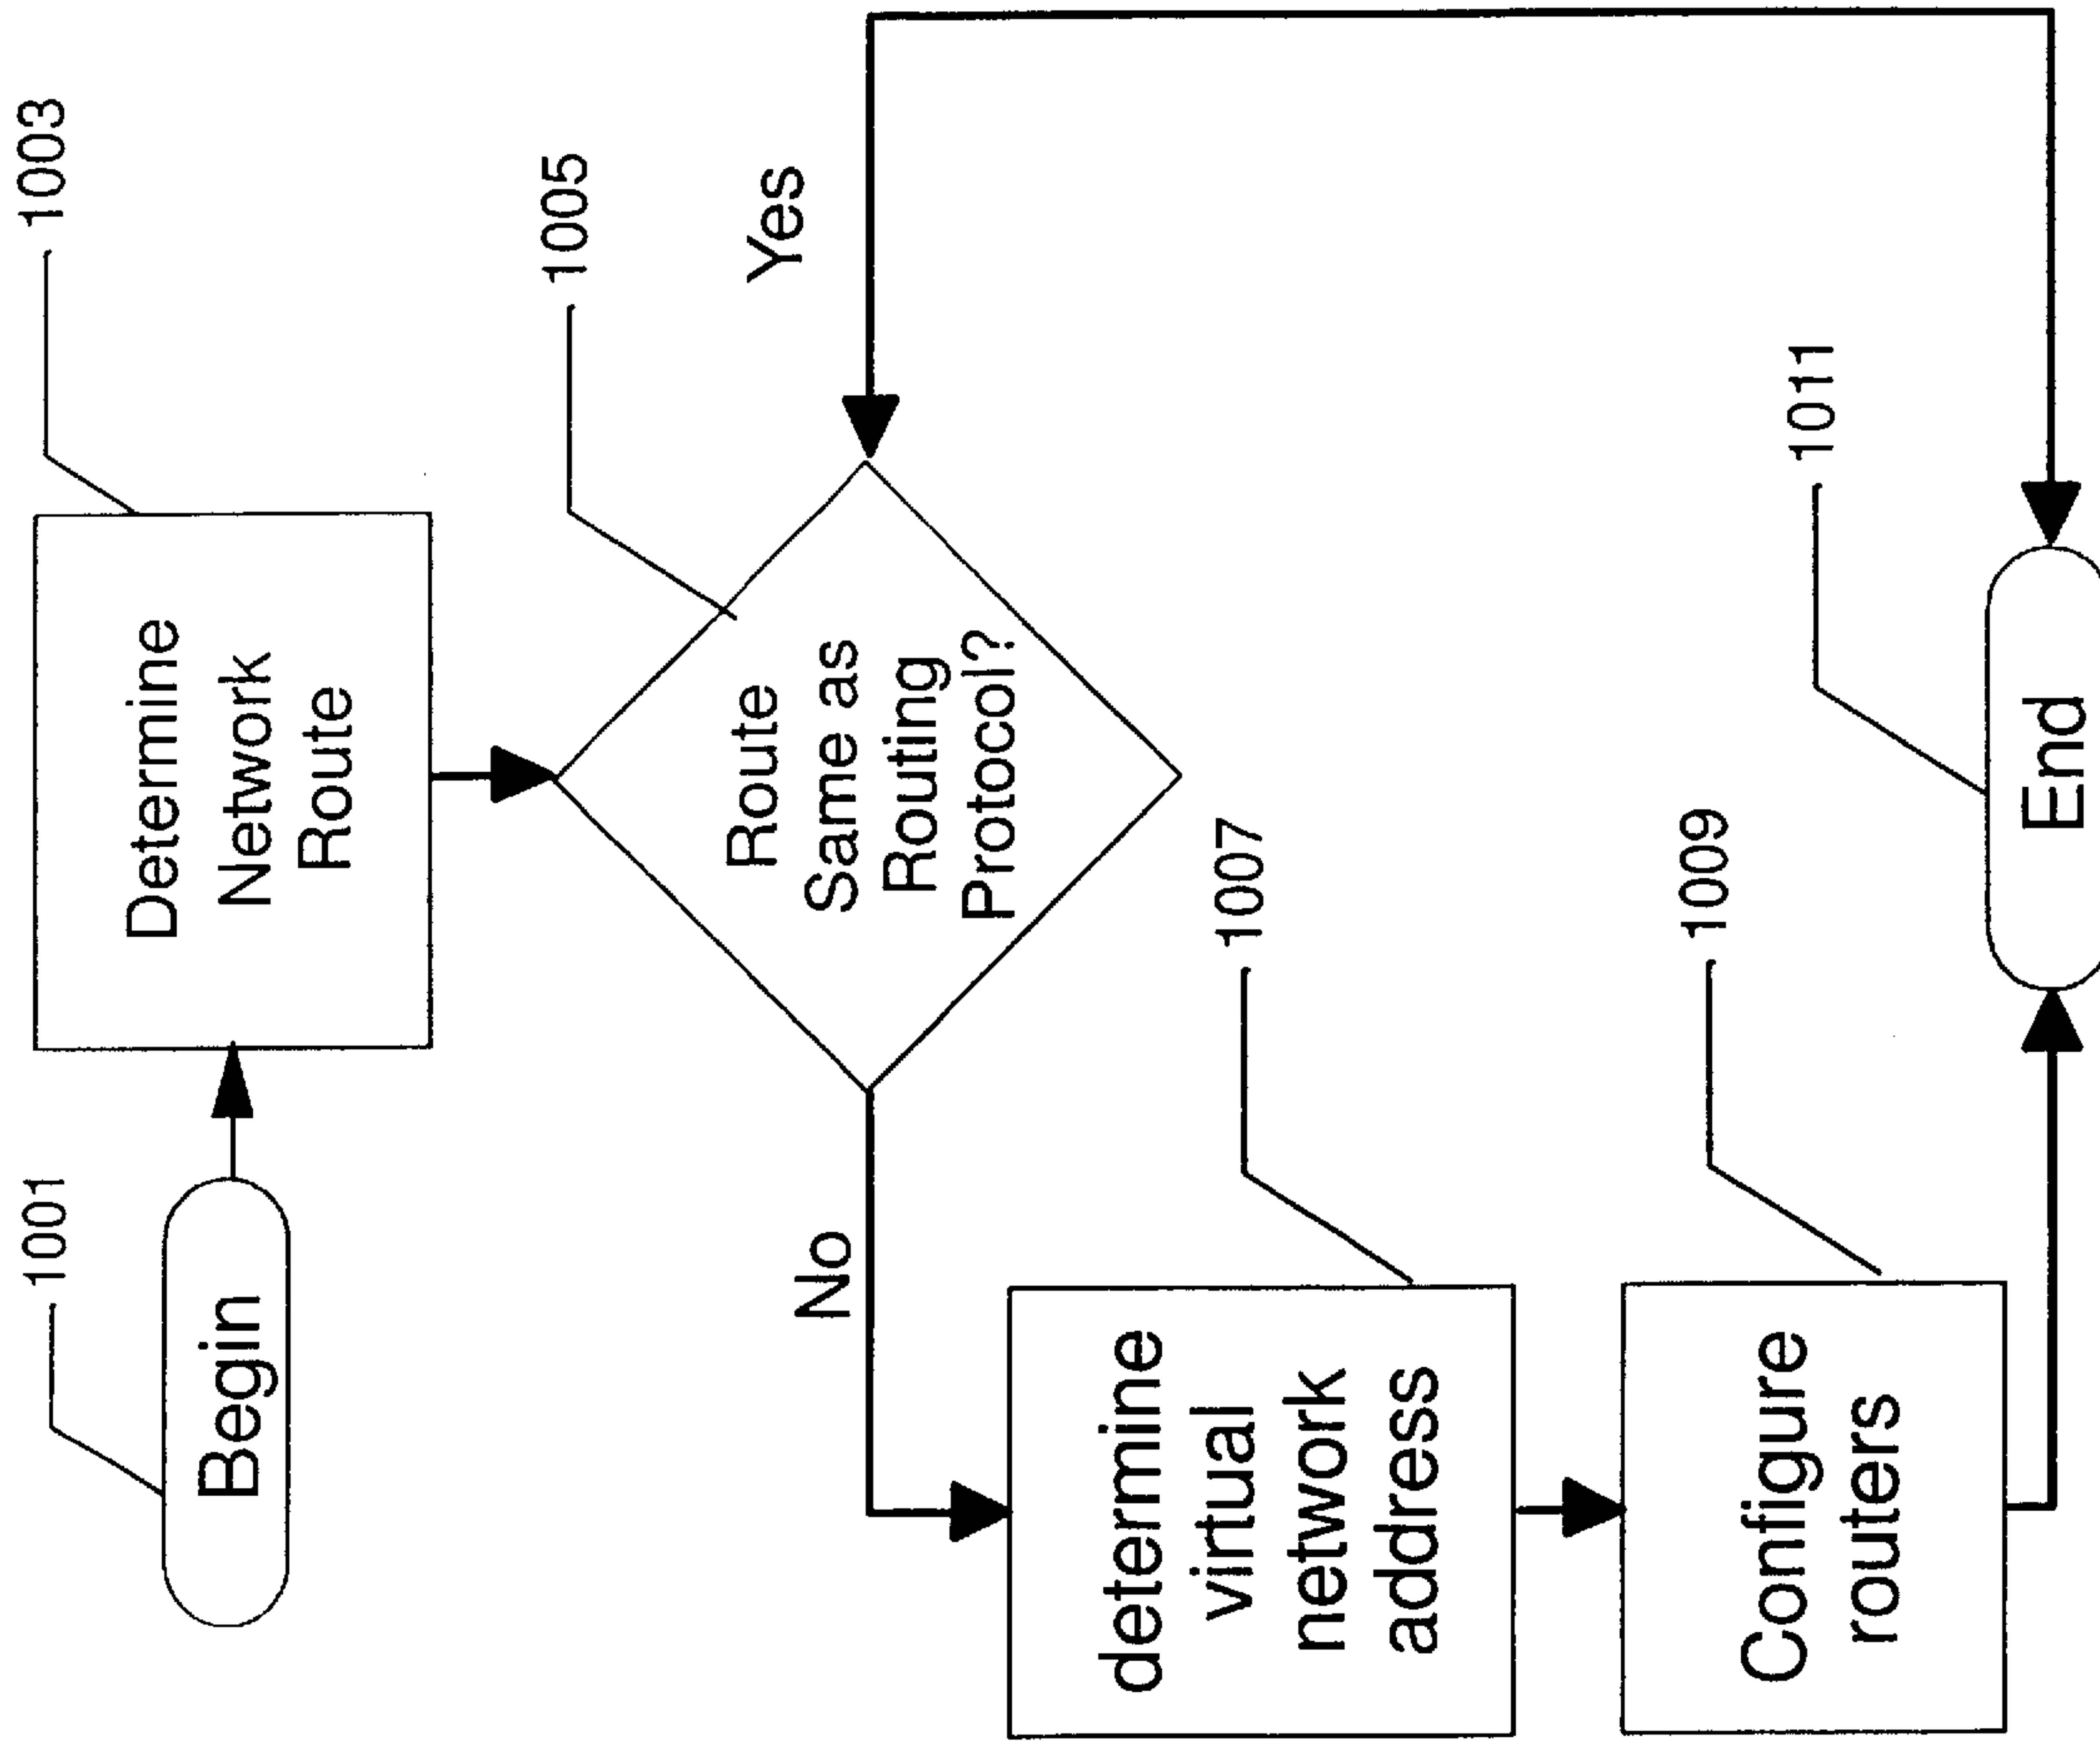 1001
Begin
1003
Determine
Network
Route
1005
Route
Same as
Routing
Protocol?
Yes
No
1007
determine
virtual
network
address
1009
Configure
routers
1011
End